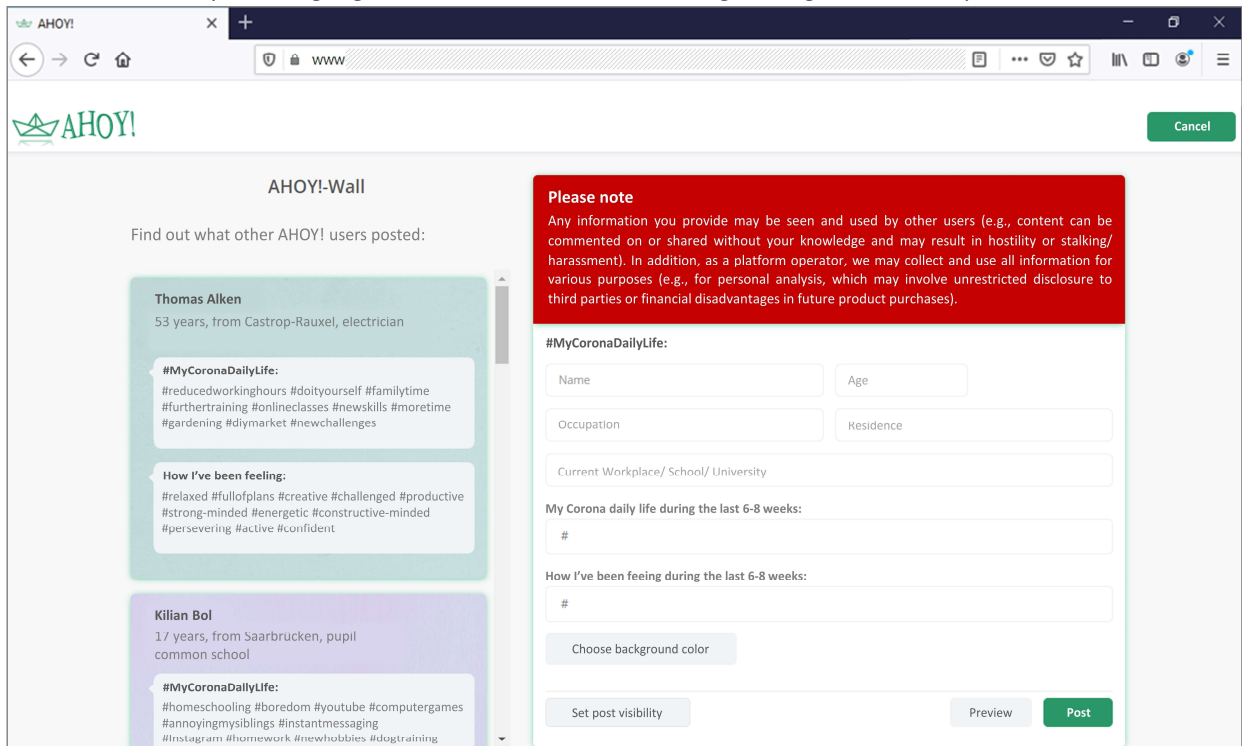 AHOY!
www
AHOY!
Cancel
AHOY!-Wall
Find out what other AHOY! users posted:
Thomas Alken
53 years, from Castrop-Rauxel, electrician
#MyCoronaDailyLife:
#reducedworkinghours #doityourself #familytime
#furthertraining #onlineclasses #newskills #moretime
#gardening #diymarket #newchallenges
How I've been feeling:
#relaxed #fullofplans #creative #challenged #productive
#strong-minded #energetic #constructive-minded
#persevering #active #confident
Kilian Bol
17 years, from Saarbrucken, pupil
common school
#MyCoronaDailyLife:
#homeschooling #boredom #youtube #computergames
#annoyingmysiblings #instantmessaging
#Instagram #homework #newhobbies #dogtraining
Please note
Any information you provide may be seen and used by other users (e.g., content can be
commented on or shared without your knowledge and may result in hostility or stalking/
harassment). In addition, as a platform operator, we may collect and use all information for
various purposes (e.g., for personal analysis, which may involve unrestricted disclosure to
third parties or financial disadvantages in future product purchases).
#MyCoronaDailyLife:
Name
Age
Occupation
Residence
Current Workplace/ School/ University
My Corona daily life during the last 6-8 weeks:
#
How I've been feeing during the last 6-8 weeks:
#
Choose background color
Set post visibility
Preview
Post